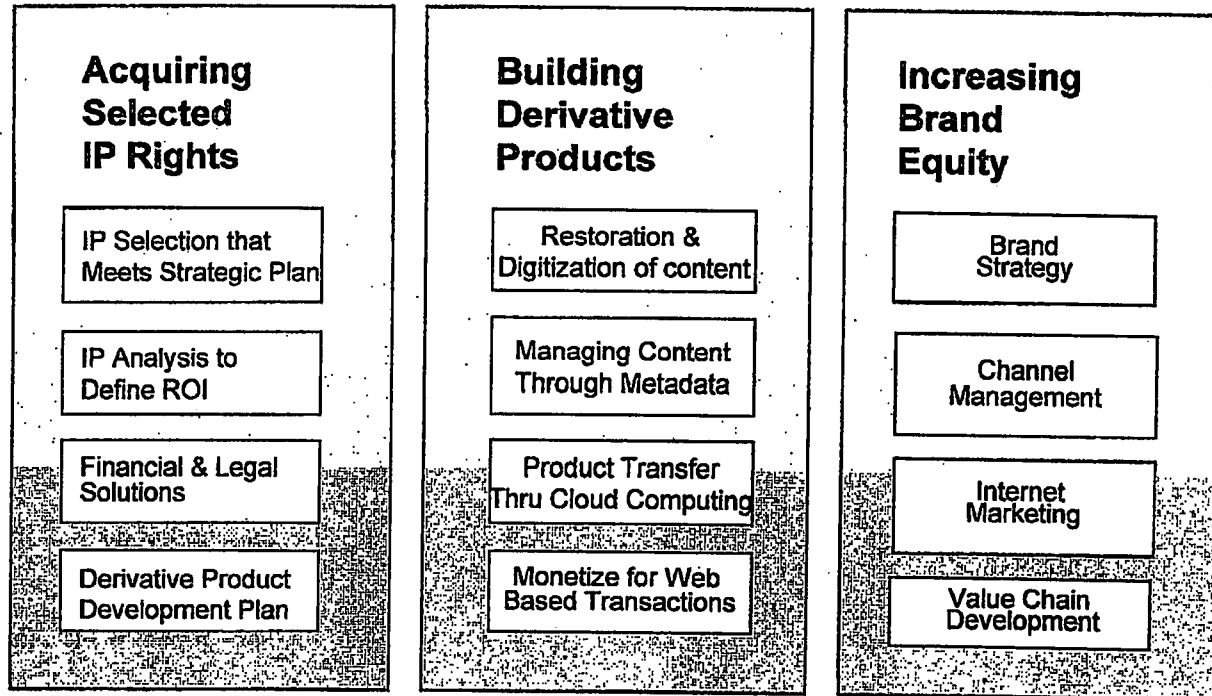 Acquiring
Selected
IP Rights
IP Selection that
Meets Strategic Plan
IP Analysis to
Define ROI
Financial & Legal
Solutions
Derivative Product
Development Plan
Building
Derivative
Products
Restoration &
Digitization of content
Managing Content
Through Metadata
Product Transfer
Thru Cloud Computing
Monetize for Web
Based Transactions
Increasing
Brand
Equity
Brand
Strategy
Channel
Management
Internet
Marketing
Value Chain
Development